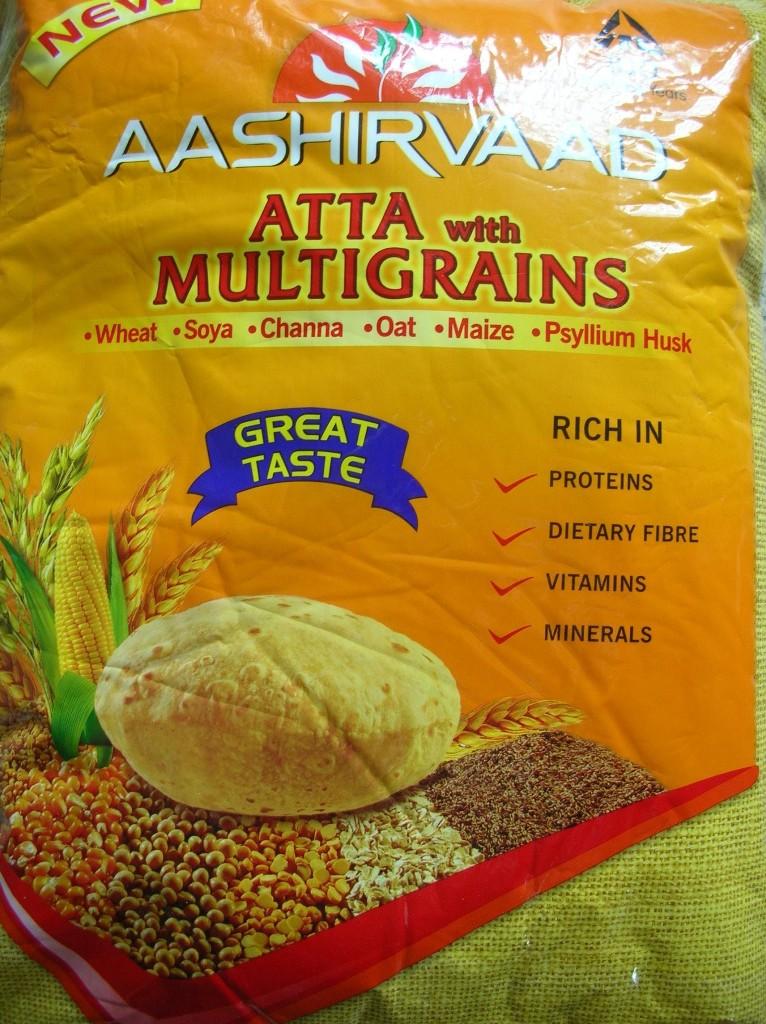 NEW
Years
AASHIRVAAD
ATTA with
MULTIGRAINS
•Wheat •Soya •Channa •Oat •Maize •Psyllium Husk
GREAT
TASTE
RICH IN
PROTEINS
DIETARY FIBRE
VITAMINS
MINERALS